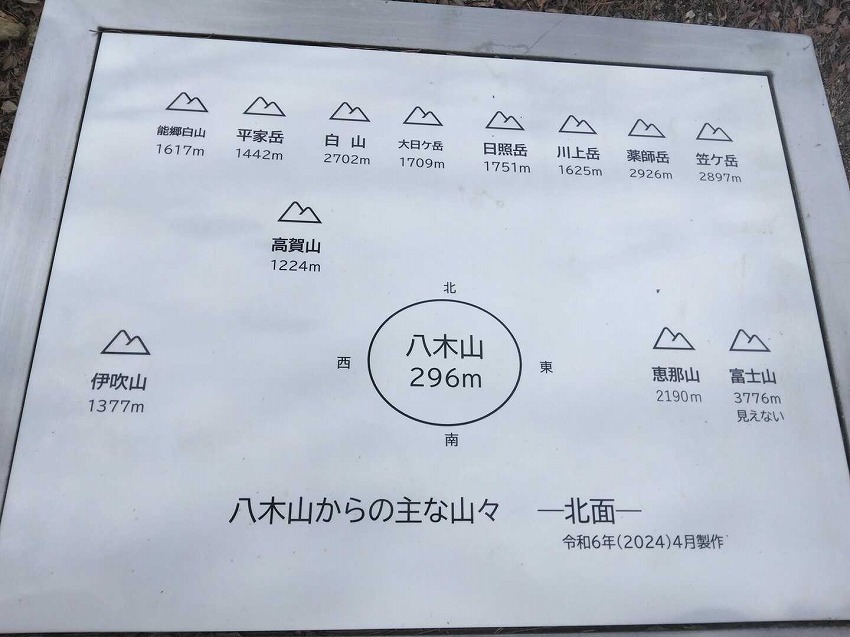 能郷白山
1617m
平家岳
1442m
白山
2702m
大日ケ岳
1709m
日照岳
1751m
川上岳
1625m
薬師岳
2926m
笠ケ岳
2897m
高賀山
1224m
北
西
八木山
296m
東
南
伊吹山
1377m
恵那山
2190m
富士山
3776m
見えない
八木山からの主な山々 ―北面―
令和6年(2024)4月製作